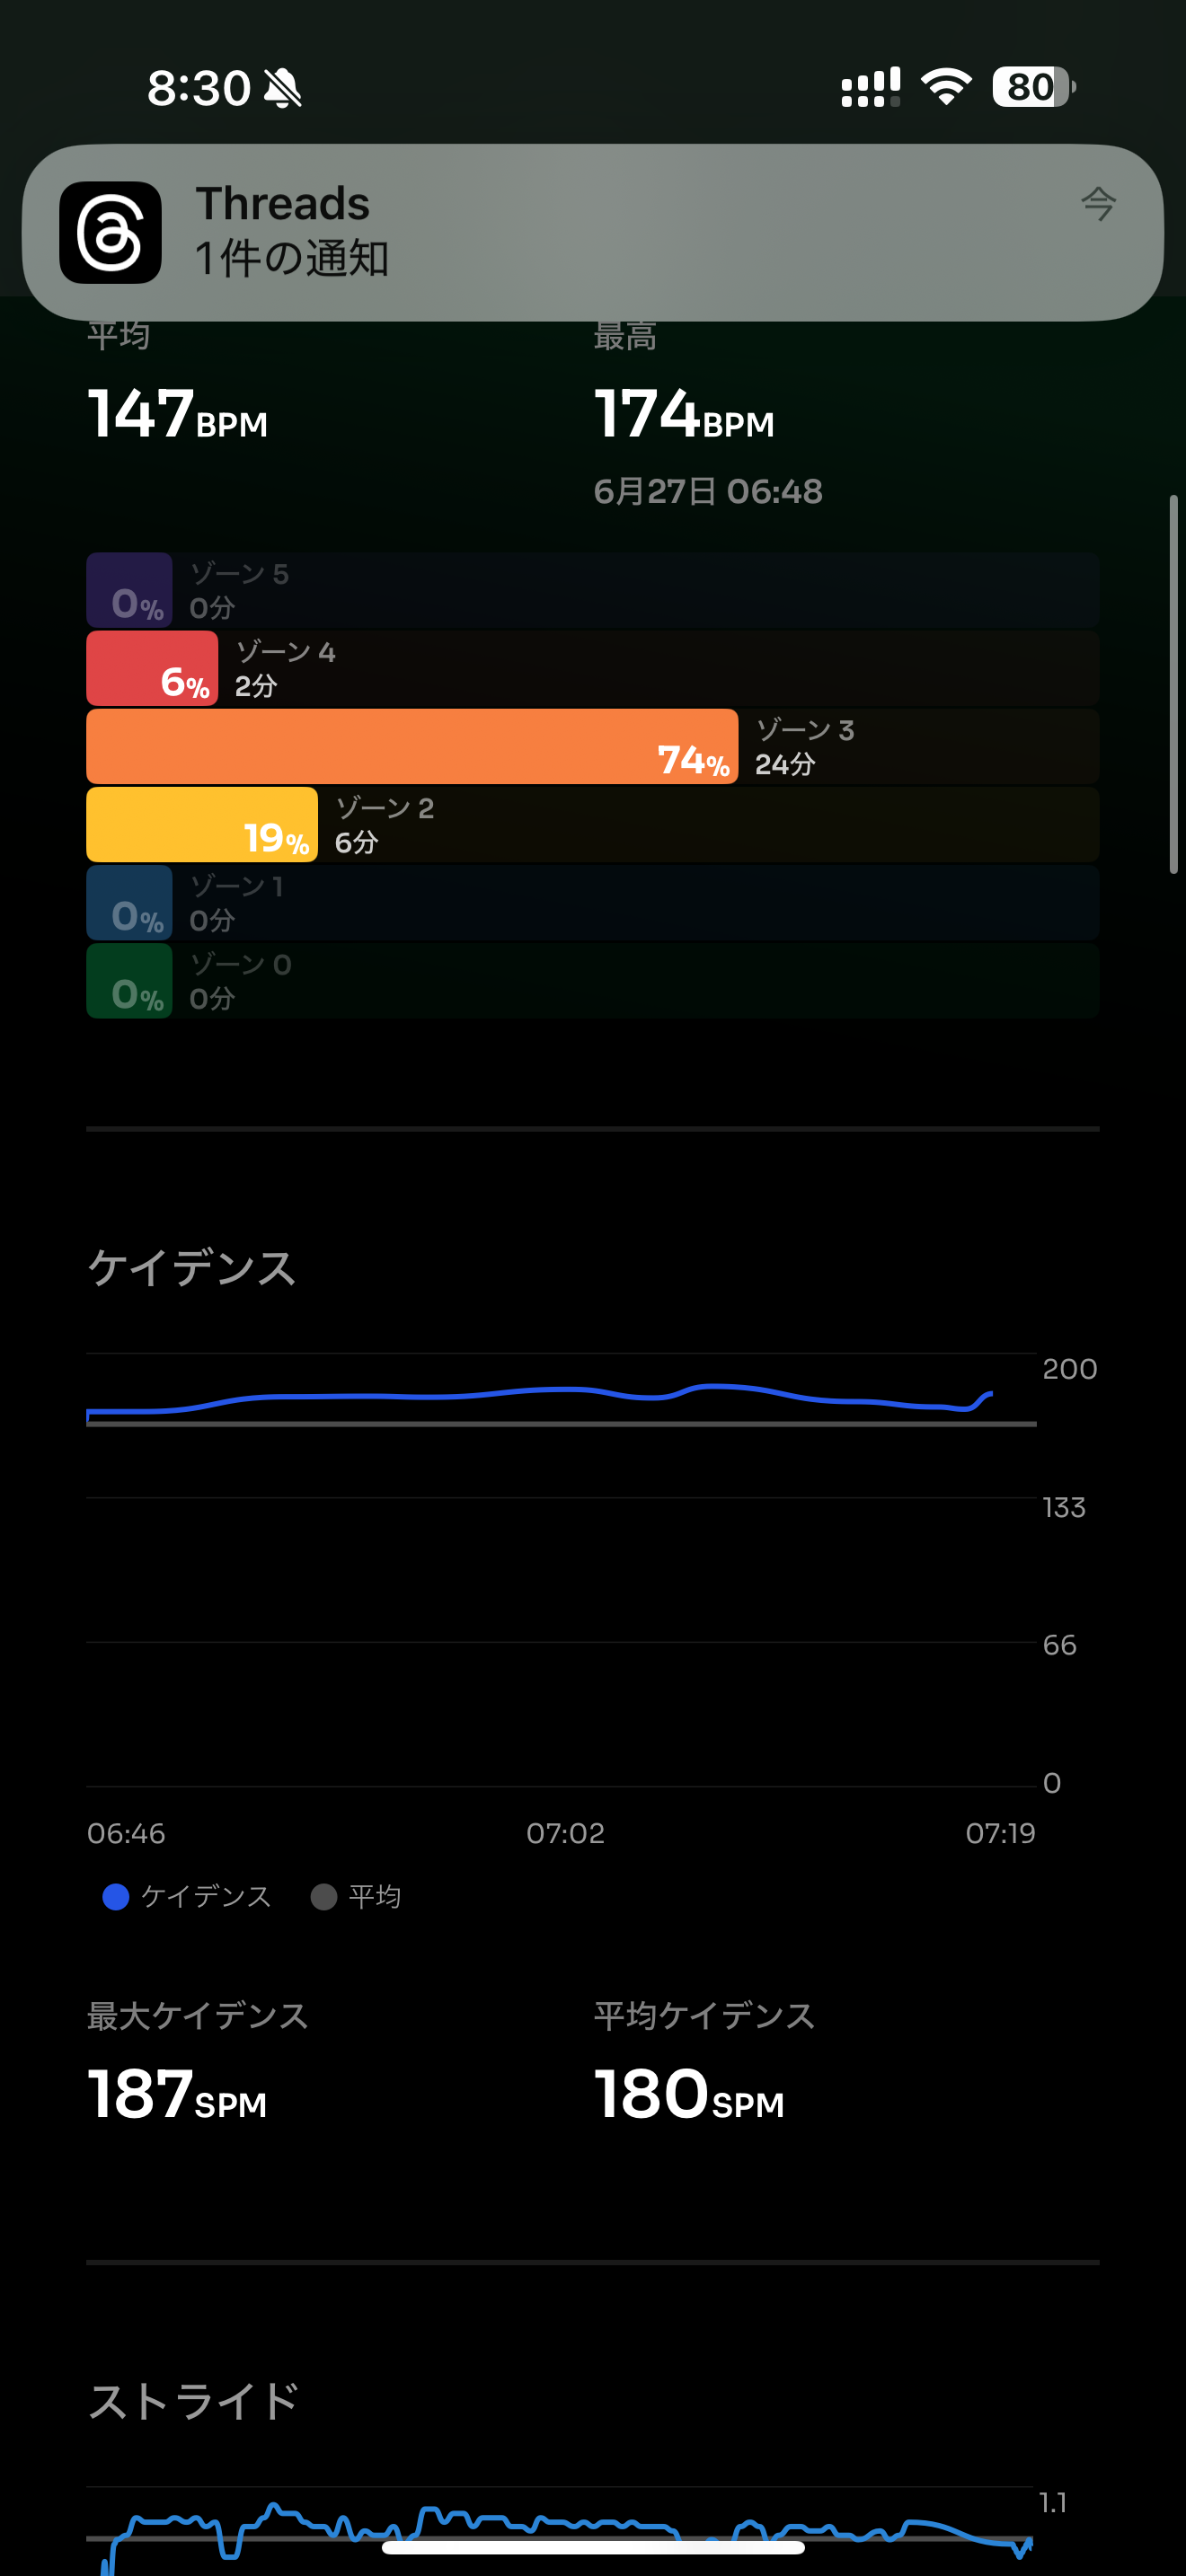 8:30
80
Threads
今
1件の通知
平均
最高
147BPM
174BPM
6月27日 06:48
ゾーン 5
0%
0分
ゾーン 4
6%
2分
ゾーン 3
74%
24分
ゾーン 2
19%
6分
ゾーン 1
0%
0分
ゾーン 0
0%
0分
ケイデンス
200
133
66
0
06:46
07:02
07:19
ケイデンス
平均
最大ケイデンス
平均ケイデンス
187SPM
180SPM
ストライド
1.1